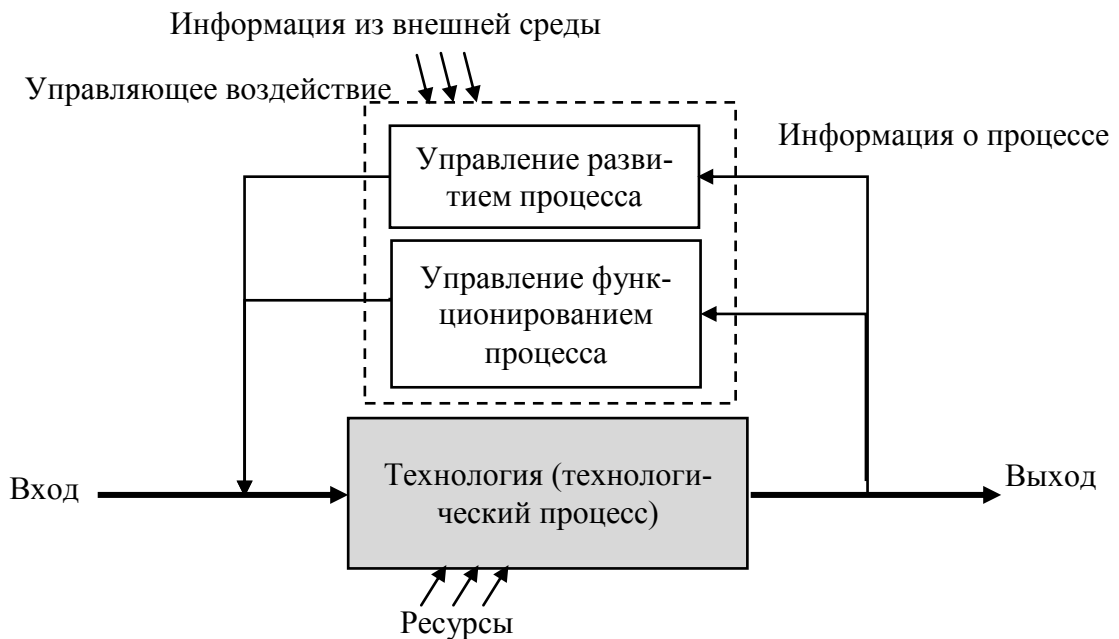 Информация из внешней среды
Управляющее воздействие
Информация о процессе
Управление разви-
тием процесса
Управление функ-
ционированием
процесса
Вход
Технология (технологи-
ческий процесс)
Выход
Ресурсы